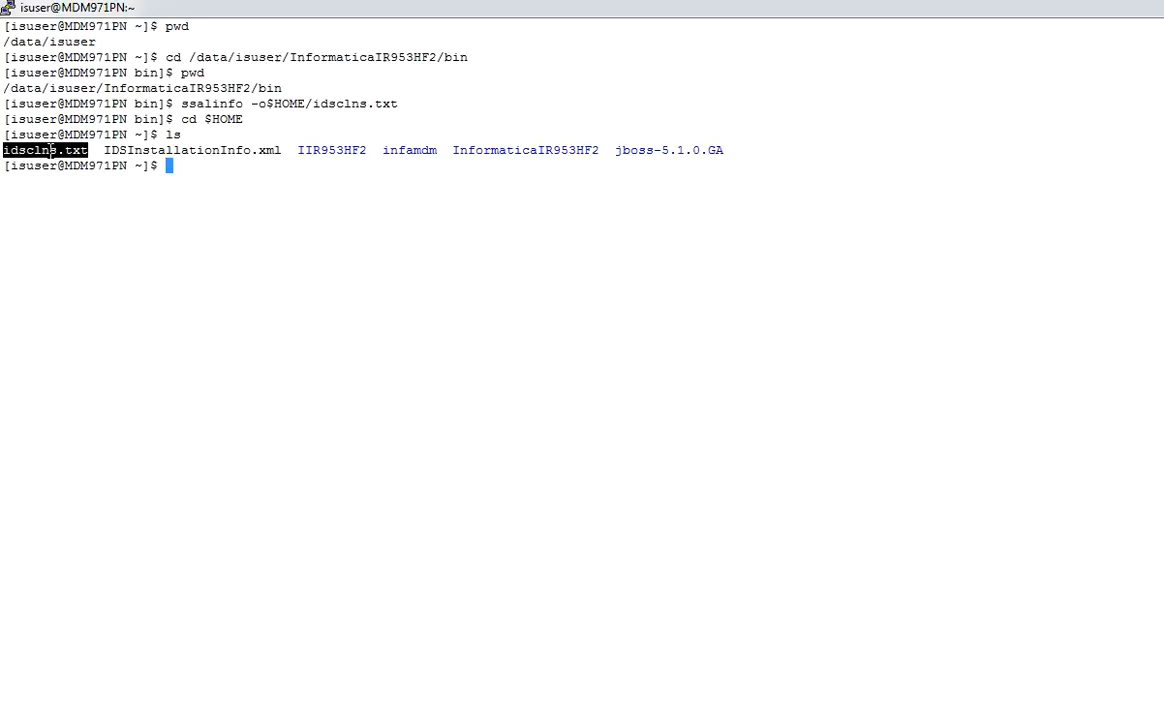 isuser@MDM971PN:~
[isuser@MDM971PN ~]$ pwd
/data/isuser
[isuser@MDM971PN ~]$ cd /data/isuser/InformaticaIR953HF2/bin
[isuser@MDM971PN bin]$ pwd
/data/isuser/InformaticaIR953HF2/bin
[isuser@MDM971PN bin]$ ssalinfo -o$HOME/idsclns.txt
[isuser@MDM971PN bin]$ cd $HOME
[isuser@MDM971PN ~]$ ls
idsclns.txt  IDSInstallationInfo.xml  IIR953HF2  infamdm  InformaticaIR953HF2  jboss-5.1.0.GA
[isuser@MDM971PN ~]$